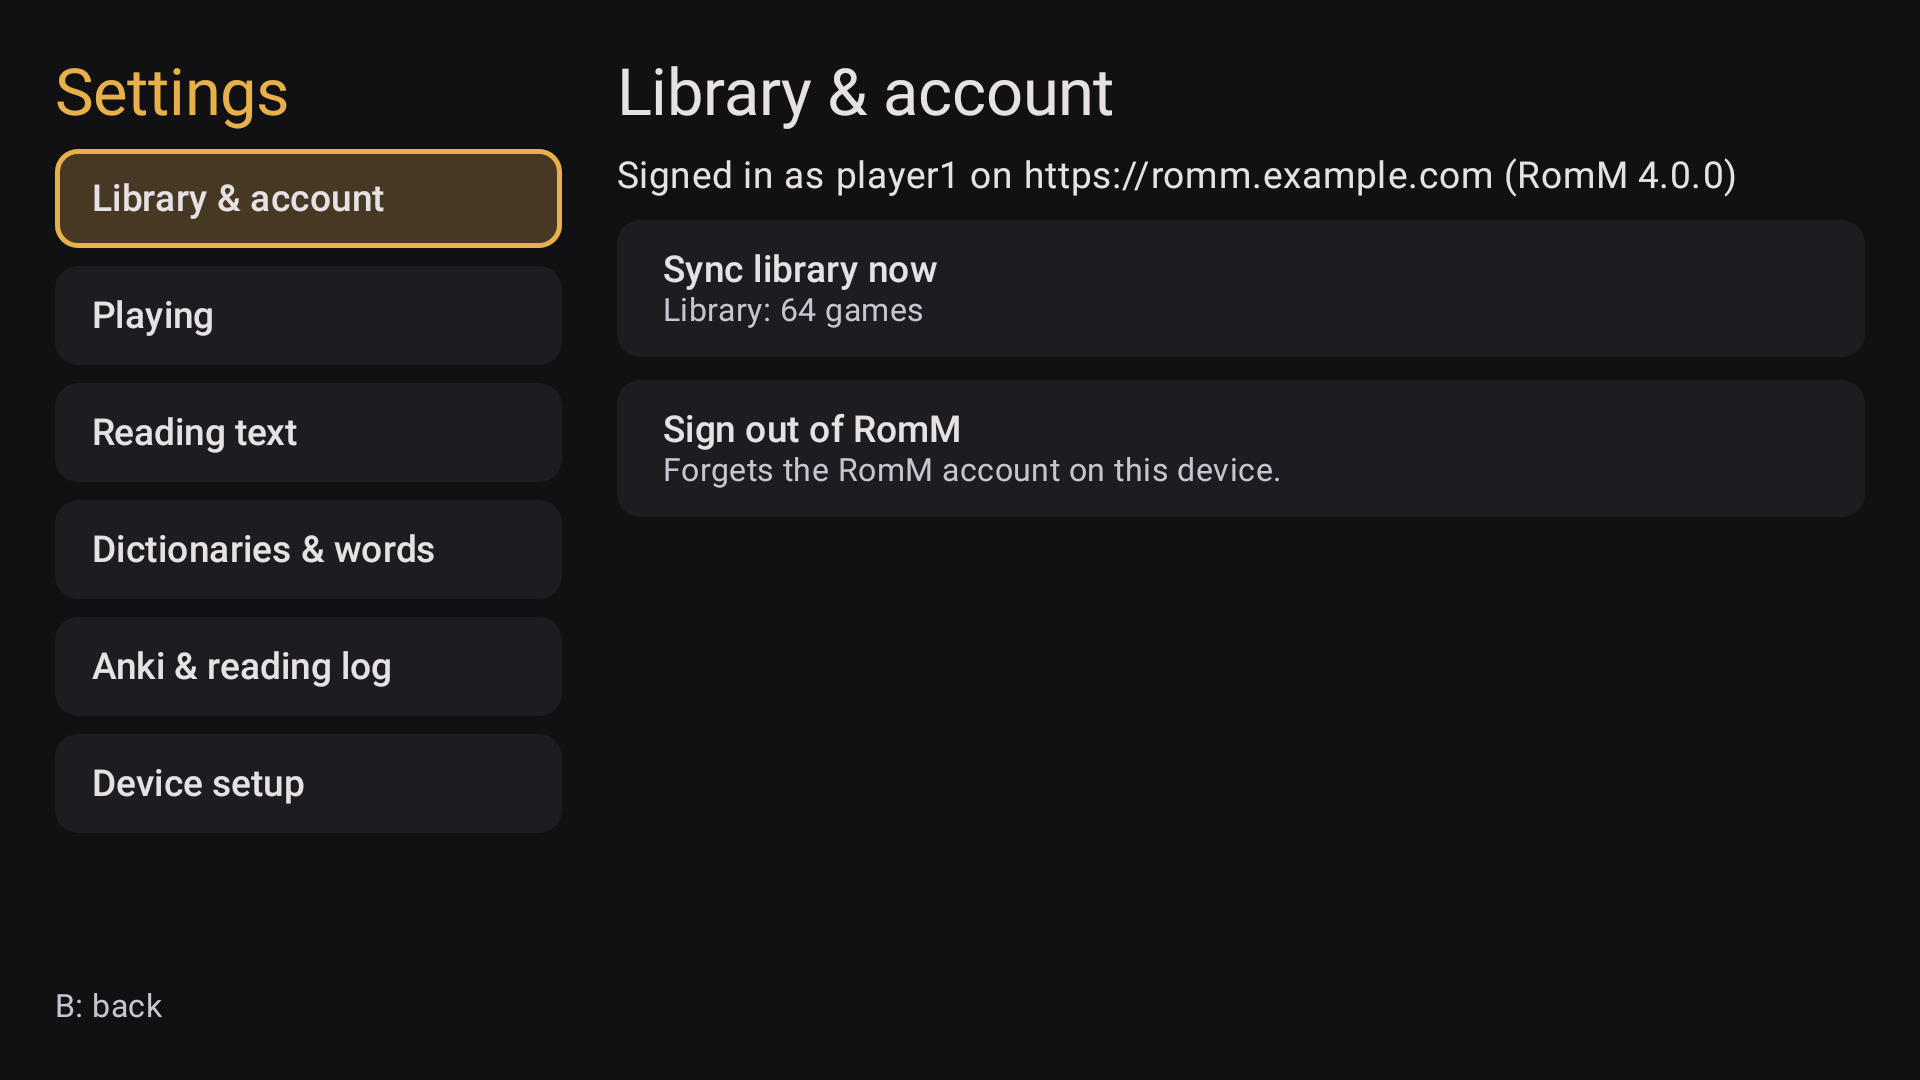 Settings
Library & account
Playing
Reading text
Dictionaries & words
Anki & reading log
Device setup
B: back
Library & account
Signed in as player1 on https://romm.example.com (RomM 4.0.0)
Sync library now
Library: 64 games
Sign out of RomM
Forgets the RomM account on this device.